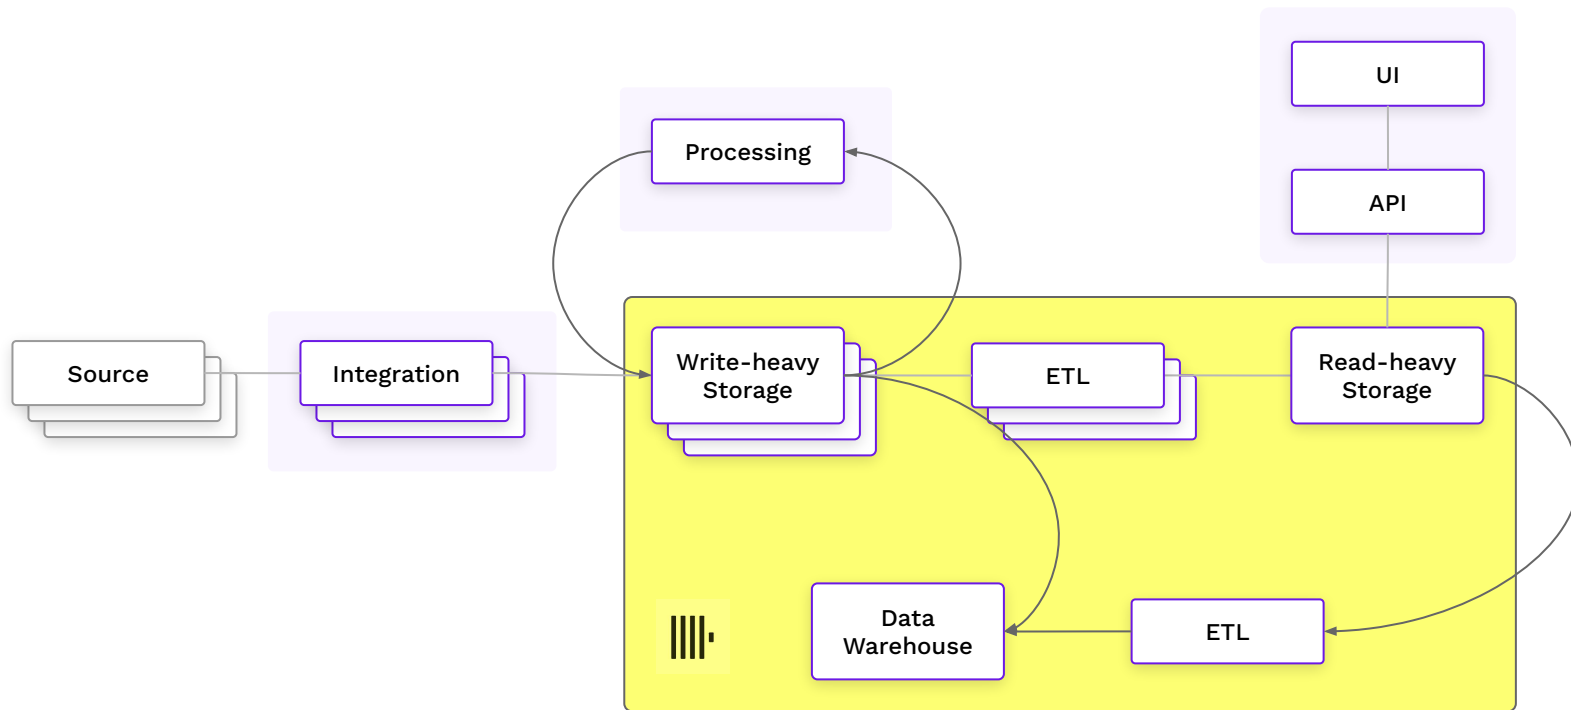 UI
Processing
API
Source
Integration
Write-heavy
Storage
ETL
Read-heavy
Storage
Data
Warehouse
ETL